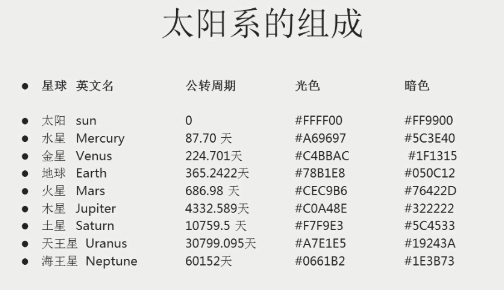 太阳系的组成
星球 英文名 公转周期 光色 暗色
太阳 sun 0 #FFFF00 #FF9900
水星 Mercury 87.70 天 #A69697 #5C3E40
金星 Venus 224.701天 #C4BBAC #1F1315
地球 Earth 365.2422天 #78B1E8 #050C12
火星 Mars 686.98 天 #CEC9B6 #76422D
木星 Jupiter 4332.589天 #C0A48E #322222
土星 Saturn 10759.5 天 #F7F9E3 #5C4533
天王星 Uranus 30799.095天 #A7E1E5 #19243A
海王星 Neptune 60152天 #0661B2 #1E3B73